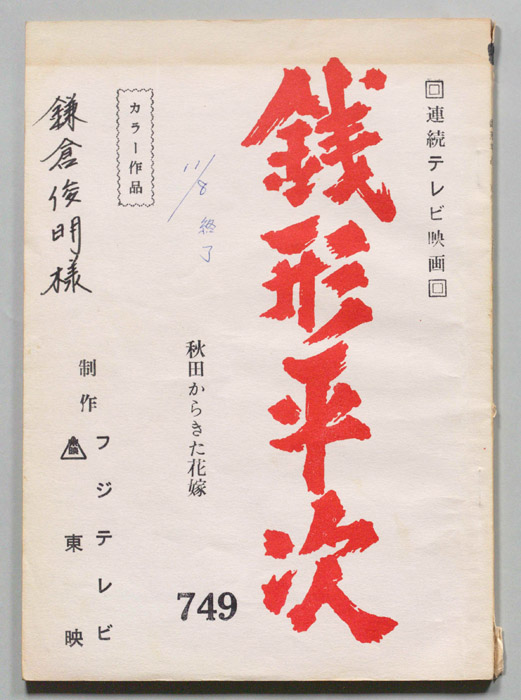 回連続テレビ映画回
銭形平次
749
秋田からきた花嫁
11/8 終了
カラー作品
鎌倉俊明様
制作
フジテレビ
東映